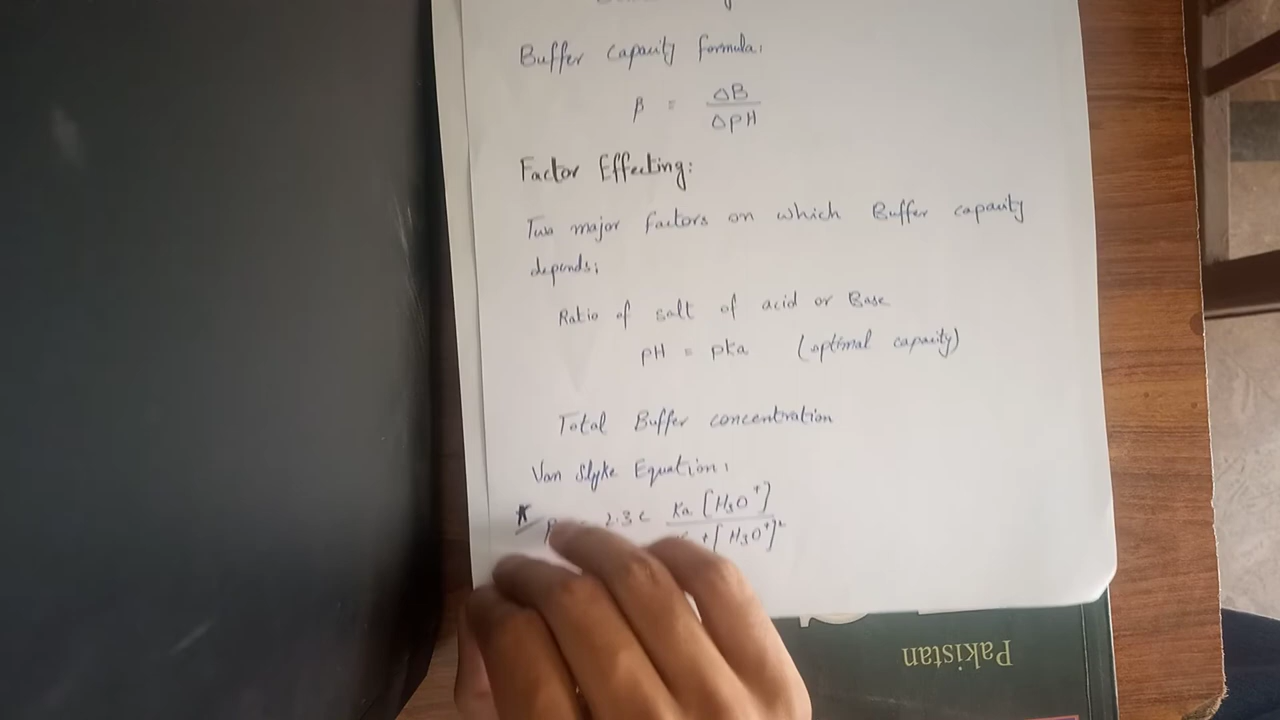 Buffer capacity formula:
β = ΔB / ΔpH
Factor Effecting:
Two major factors on which Buffer capacity
depends;
Ratio of salt of acid or Base
pH = pKa (optimal capacity)
Total Buffer concentration
Van Slyke Equation:
* 2.3 C Ka [H3O+] / + [H3O+]²
Pakistan